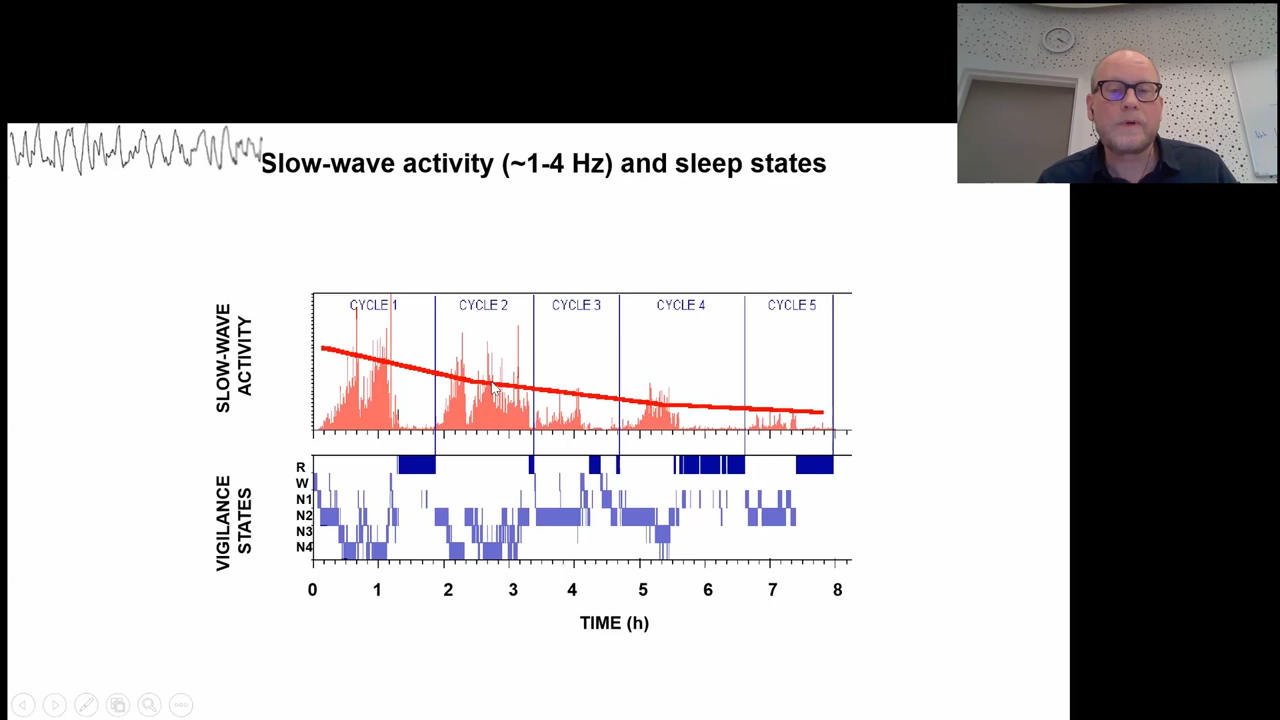 Slow-wave activity (~1-4 Hz) and sleep states
CYCLE 1 CYCLE 2 CYCLE 3 CYCLE 4 CYCLE 5
SLOW-WAVE
ACTIVITY
R
W
N1
N2
N3
N4
VIGILANCE
STATES
0 1 2 3 4 5 6 7 8
TIME (h)